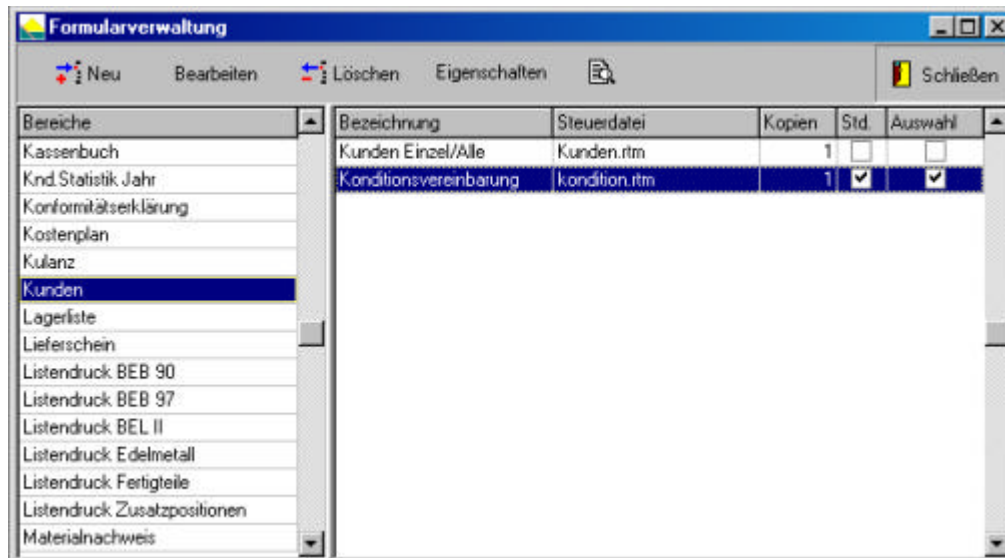 Formularverwaltung
Neu Bearbeiten Löschen Eigenschaften Schließen
Bereiche
Kassenbuch
Knd.Statistik Jahr
Konformitätserklärung
Kostenplan
Kulanz
Kunden
Lagerliste
Lieferschein
Listendruck BEB 90
Listendruck BEB 97
Listendruck BEL II
Listendruck Edelmetall
Listendruck Fertigteile
Listendruck Zusatzpositionen
Materialnachweis
Bezeichnung Steuerdatei Kopien Std. Auswahl
Kunden Einzel/Alle Kunden.rtm 1
Konditionsvereinbarung kondition.rtm 1